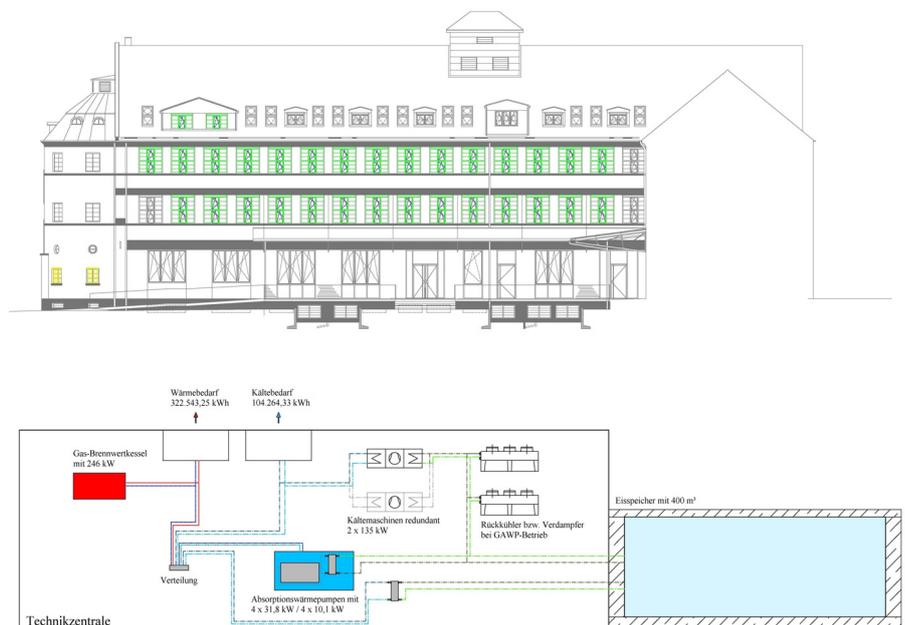 Wärmebedarf
322.543,25 kWh
Kältebedarf
104.264,33 kWh
Gas-Brennwertkessel
mit 246 kW
Kältemaschinen redundant
2 x 135 kW
Rückkühler bzw. Verdampfer
bei GAWP-Betrieb
Eisspeicher mit 400 m³
Verteilung
Absorptionswärmepumpen mit
4 x 31,8 kW / 4 x 10,1 kW
Technikzentrale